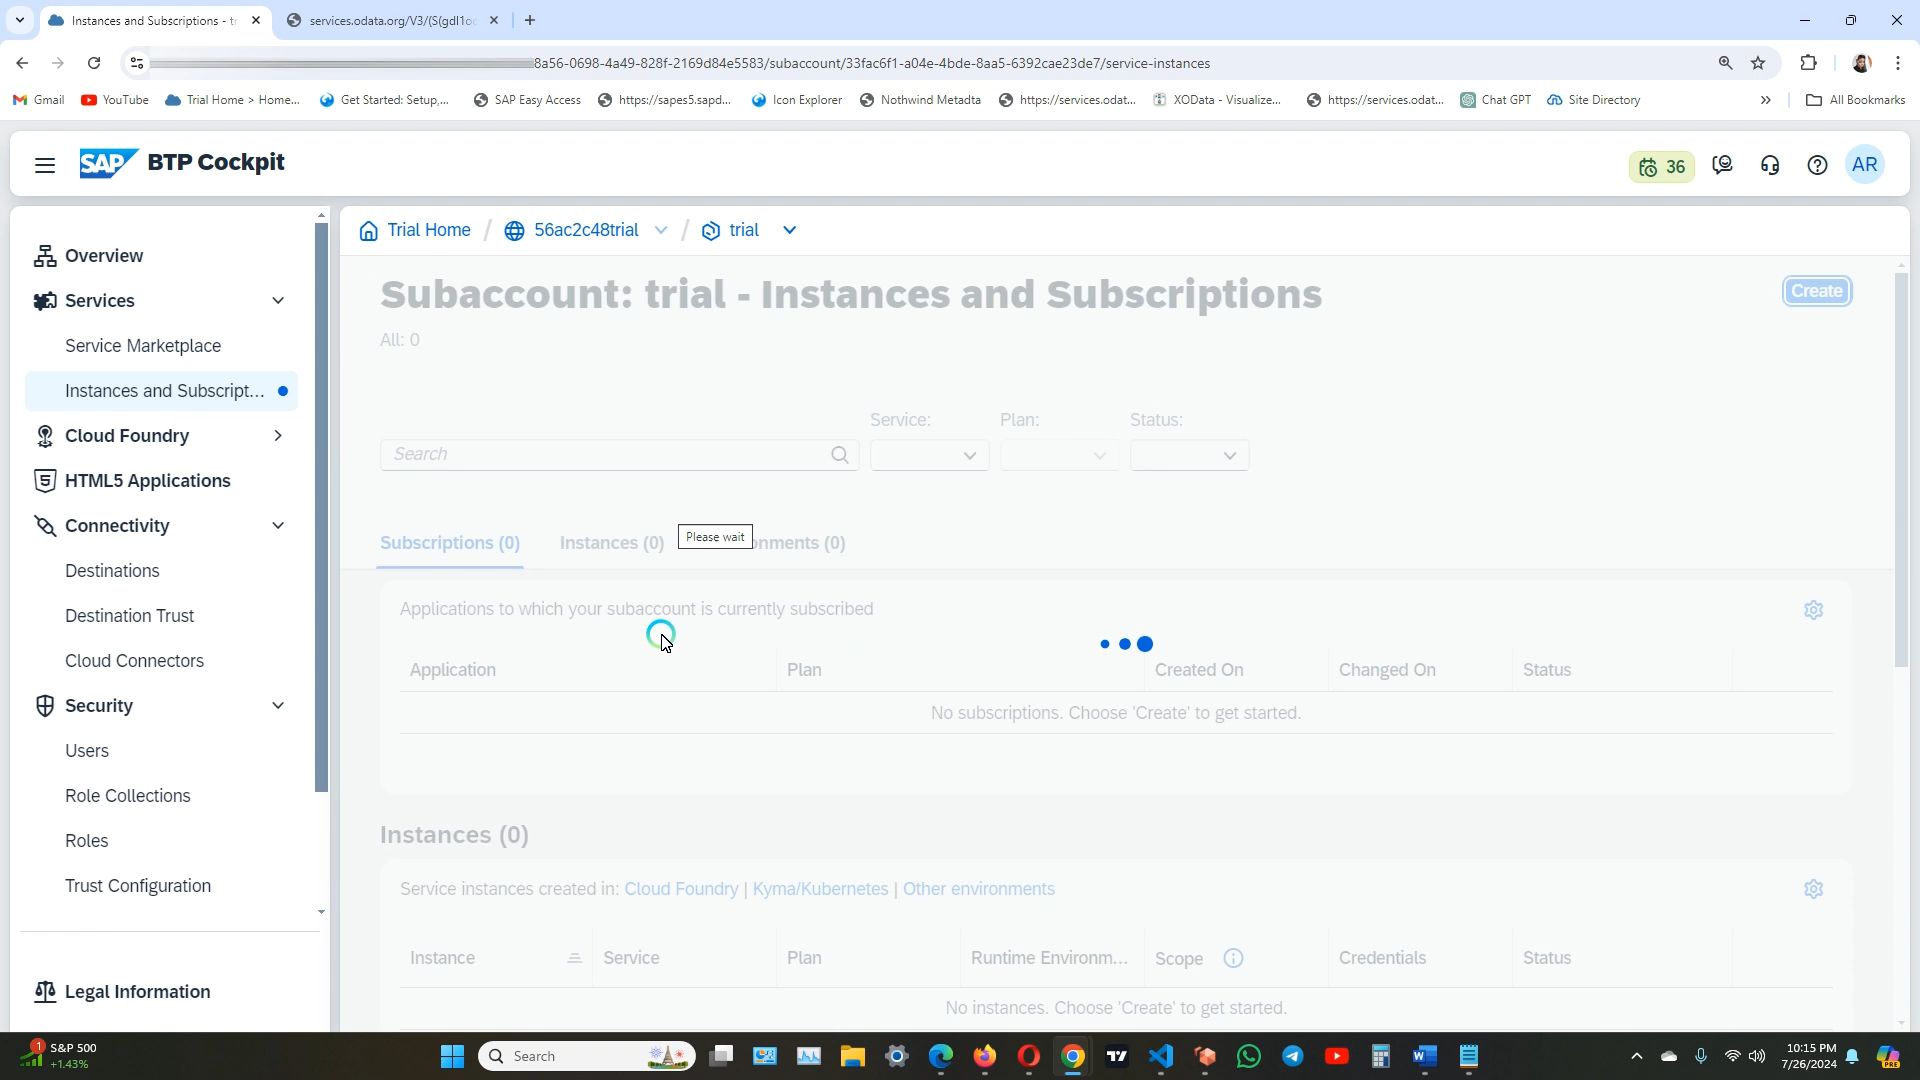 Instances and Subscriptions - tr
services.odata.org/V3/(S(gdl1o
8a56-0698-4a49-828f-2169d84e5583/subaccount/33fac6f1-a04e-4bde-8aa5-6392cae23de7/service-instances
Gmail
YouTube
Trial Home > Home...
Get Started: Setup,...
SAP Easy Access
https://sapes5.sapd...
Icon Explorer
Nothwind Metadta
https://services.odat...
XOData - Visualize...
https://services.odat...
Chat GPT
Site Directory
All Bookmarks
SAP BTP Cockpit
36
AR
Overview
Services
Service Marketplace
Instances and Subscript...
Cloud Foundry
HTML5 Applications
Connectivity
Destinations
Destination Trust
Cloud Connectors
Security
Users
Role Collections
Roles
Trust Configuration
Legal Information
Trial Home / 56ac2c48trial / trial
Subaccount: trial - Instances and Subscriptions
Create
All: 0
Service: Plan: Status:
Search
Subscriptions (0) Instances (0) Please wait onments (0)
Applications to which your subaccount is currently subscribed
Application Plan Created On Changed On Status
No subscriptions. Choose 'Create' to get started.
Instances (0)
Service instances created in: Cloud Foundry | Kyma/Kubernetes | Other environments
Instance Service Plan Runtime Environm... Scope Credentials Status
No instances. Choose 'Create' to get started.
1
S&P 500
+1.43%
Search
10:15 PM
7/26/2024
PRE